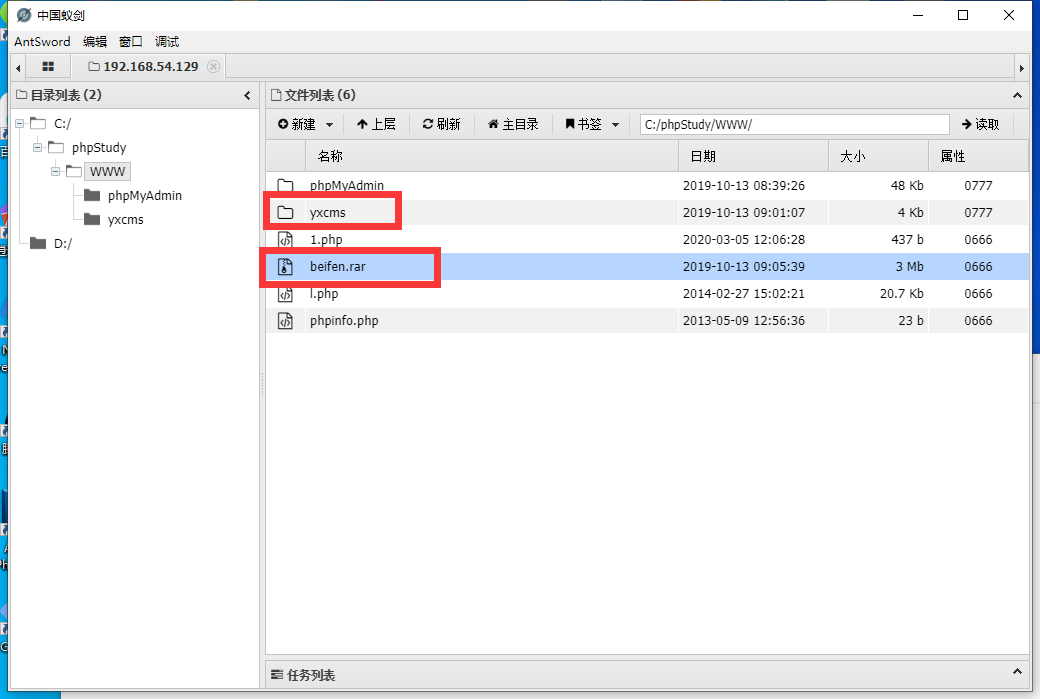 中国蚁剑
AntSword 编辑 窗口 调试
192.168.54.129
目录列表 (2)
C:/
phpStudy
WWW
phpMyAdmin
yxcms
D:/
文件列表 (6)
新建 上层 刷新 主目录 书签 C:/phpStudy/WWW/ 读取
名称 日期 大小 属性
phpMyAdmin 2019-10-13 08:39:26 48 Kb 0777
yxcms 2019-10-13 09:01:07 4 Kb 0777
1.php 2020-03-05 12:06:28 437 b 0666
beifen.rar 2019-10-13 09:05:39 3 Mb 0666
l.php 2014-02-27 15:02:21 20.7 Kb 0666
phpinfo.php 2013-05-09 12:56:36 23 b 0666
任务列表